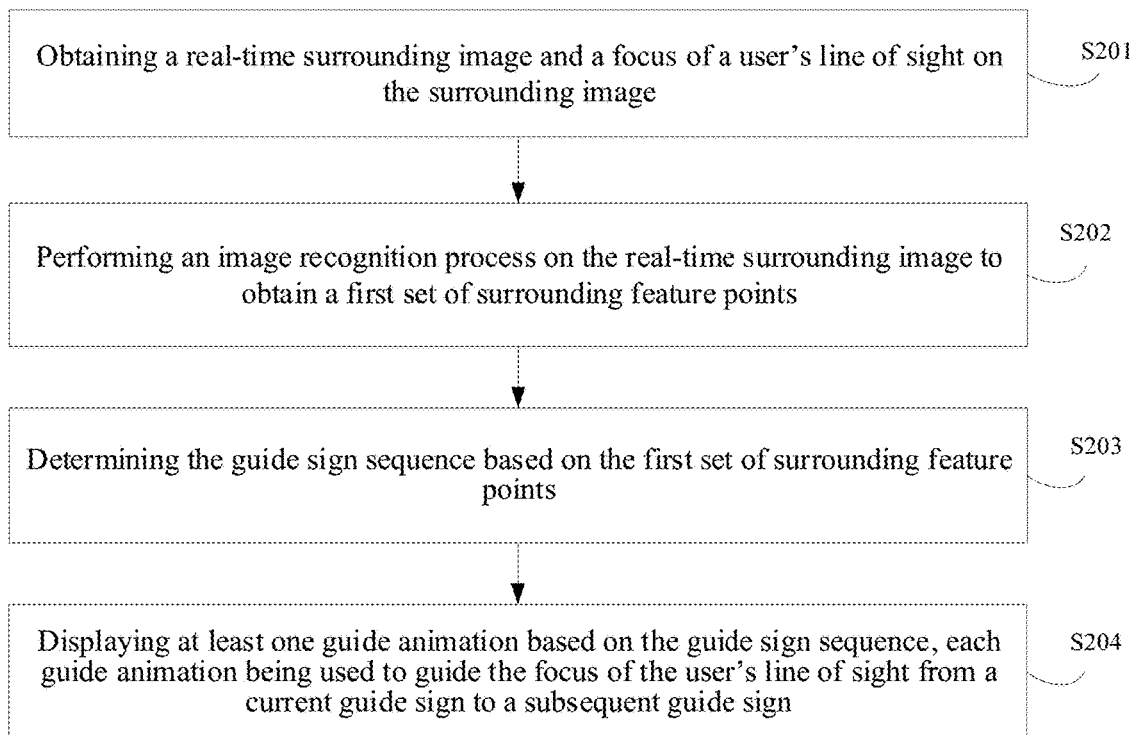 Obtaining a real-time surrounding image and a focus of a user's line of sight on
the surrounding image
S201
Performing an image recognition process on the real-time surrounding image to
obtain a first set of surrounding feature points
S202
Determining the guide sign sequence based on the first set of surrounding feature
points
S203
Displaying at least one guide animation based on the guide sign sequence, each
guide animation being used to guide the focus of the user's line of sight from a
current guide sign to a subsequent guide sign
S204